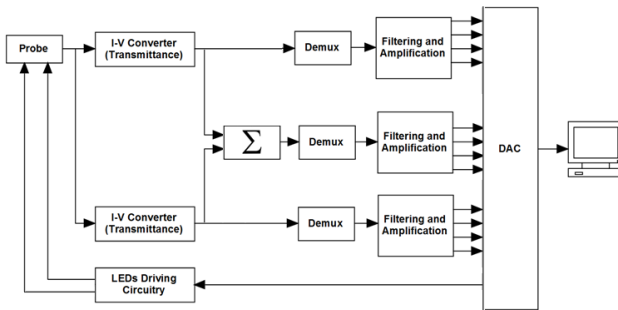 Probe
I-V Converter
(Transmittance)
Demux
Filtering and
Amplification
Σ
Demux
Filtering and
Amplification
DAC
I-V Converter
(Transmittance)
Demux
Filtering and
Amplification
LEDs Driving
Circuitry